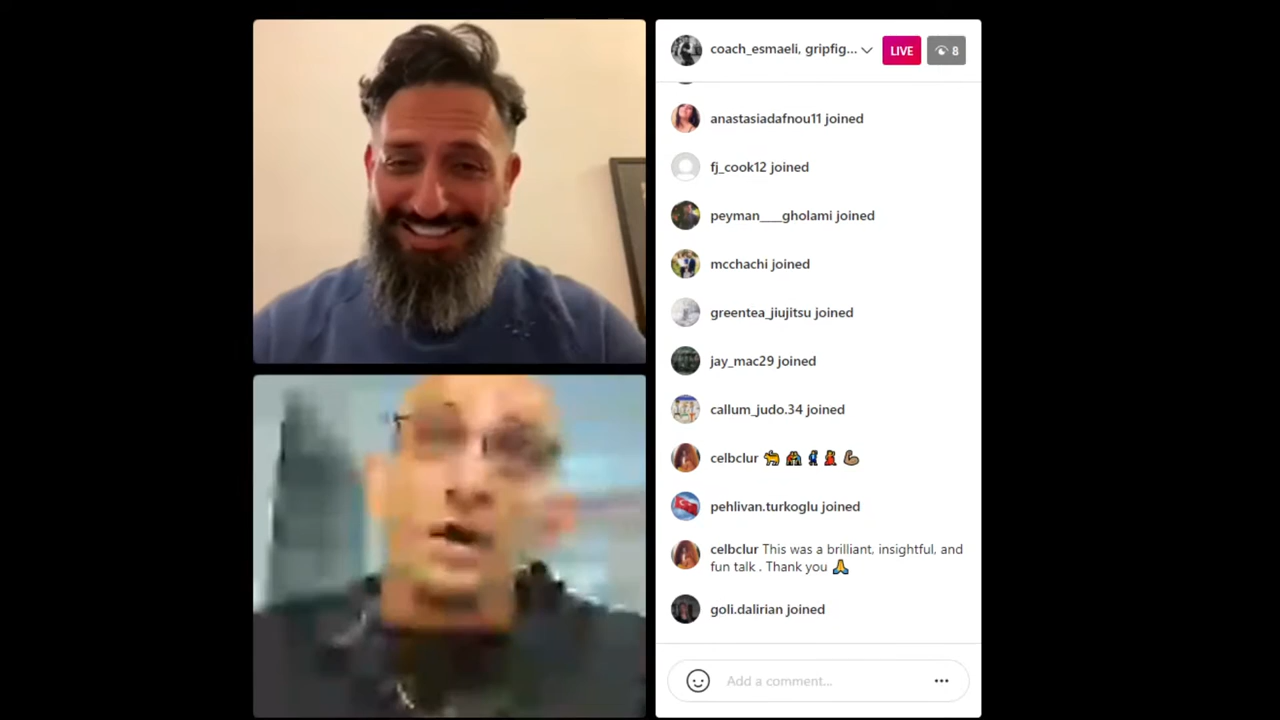 coach_esmaeli, gripfig...
LIVE
8
anastasiadafnou11 joined
fj_cook12 joined
peyman___gholami joined
mcchachi joined
greentea_jiujitsu joined
jay_mac29 joined
callum_judo.34 joined
celbclur 🐈👫🕺💃💪🏽
pehlivan.turkoglu joined
celbclur This was a brilliant, insightful, and
fun talk . Thank you 🙏
goli.dalirian joined
Add a comment...